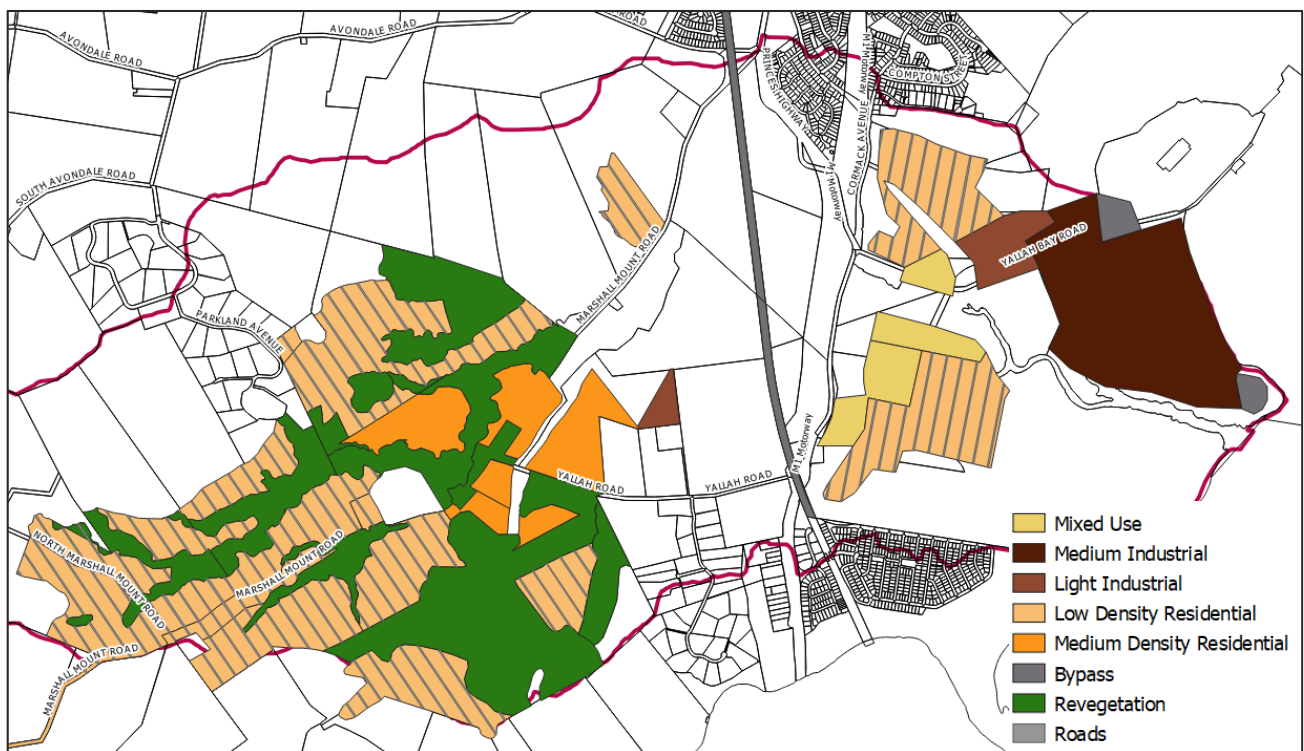 AVONDALE ROAD
ROAD
AVONDALE ROAD
PRINCES HIGHWAY
M1 Motorway
COMPTON STREET
CORMACK AVENUE
M1 Motorway
SOUTH AVONDALE ROAD
MARSHALL MOUNT ROAD
YALLAH BAY ROAD
PARKLAND AVENUE
M1 Motorway
YALLAH ROAD
YALLAH ROAD
NORTH MARSHALL MOUNT ROAD
MARSHALL MOUNT ROAD
MARSHALL MOUNT ROAD
Mixed Use
Medium Industrial
Light Industrial
Low Density Residential
Medium Density Residential
Bypass
Revegetation
Roads